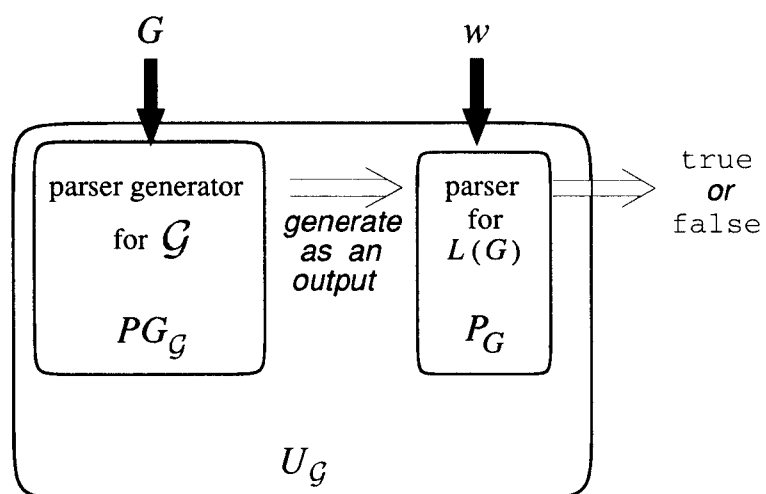 G
w
parser generator
for 𝒢
PG𝒢
generate
as an
output
parser
for
L(G)
P_G
true
or
false
U𝒢